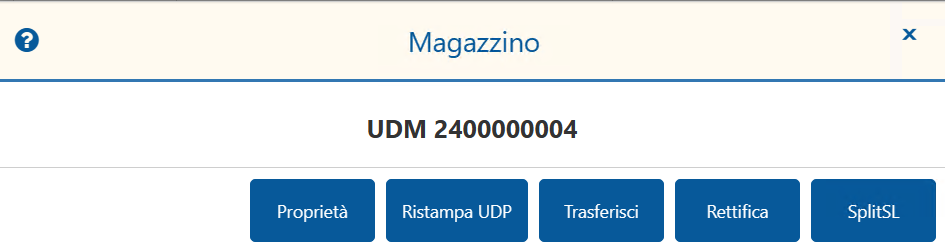 ? Magazzino x
UDM 2400000004
Proprietà Ristampa UDP Trasferisci Rettifica SplitSL